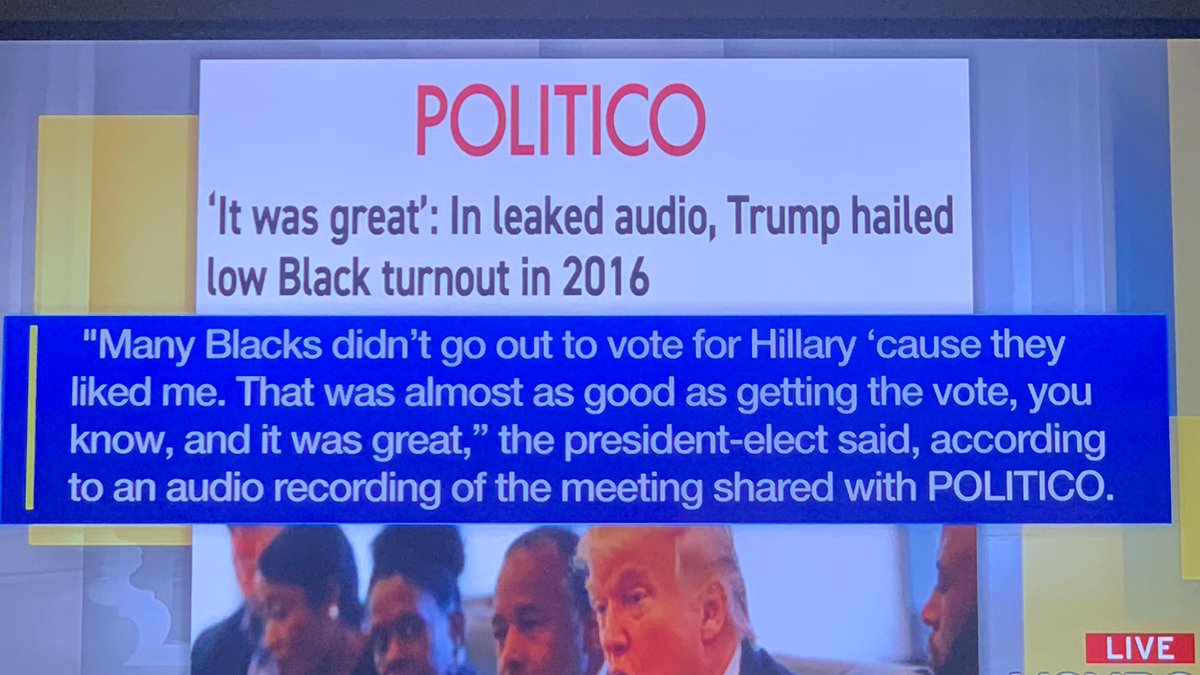 POLITICO
‘It was great’: In leaked audio, Trump hailed
low Black turnout in 2016
"Many Blacks didn’t go out to vote for Hillary ‘cause they
liked me. That was almost as good as getting the vote, you
know, and it was great,” the president-elect said, according
to an audio recording of the meeting shared with POLITICO.
LIVE